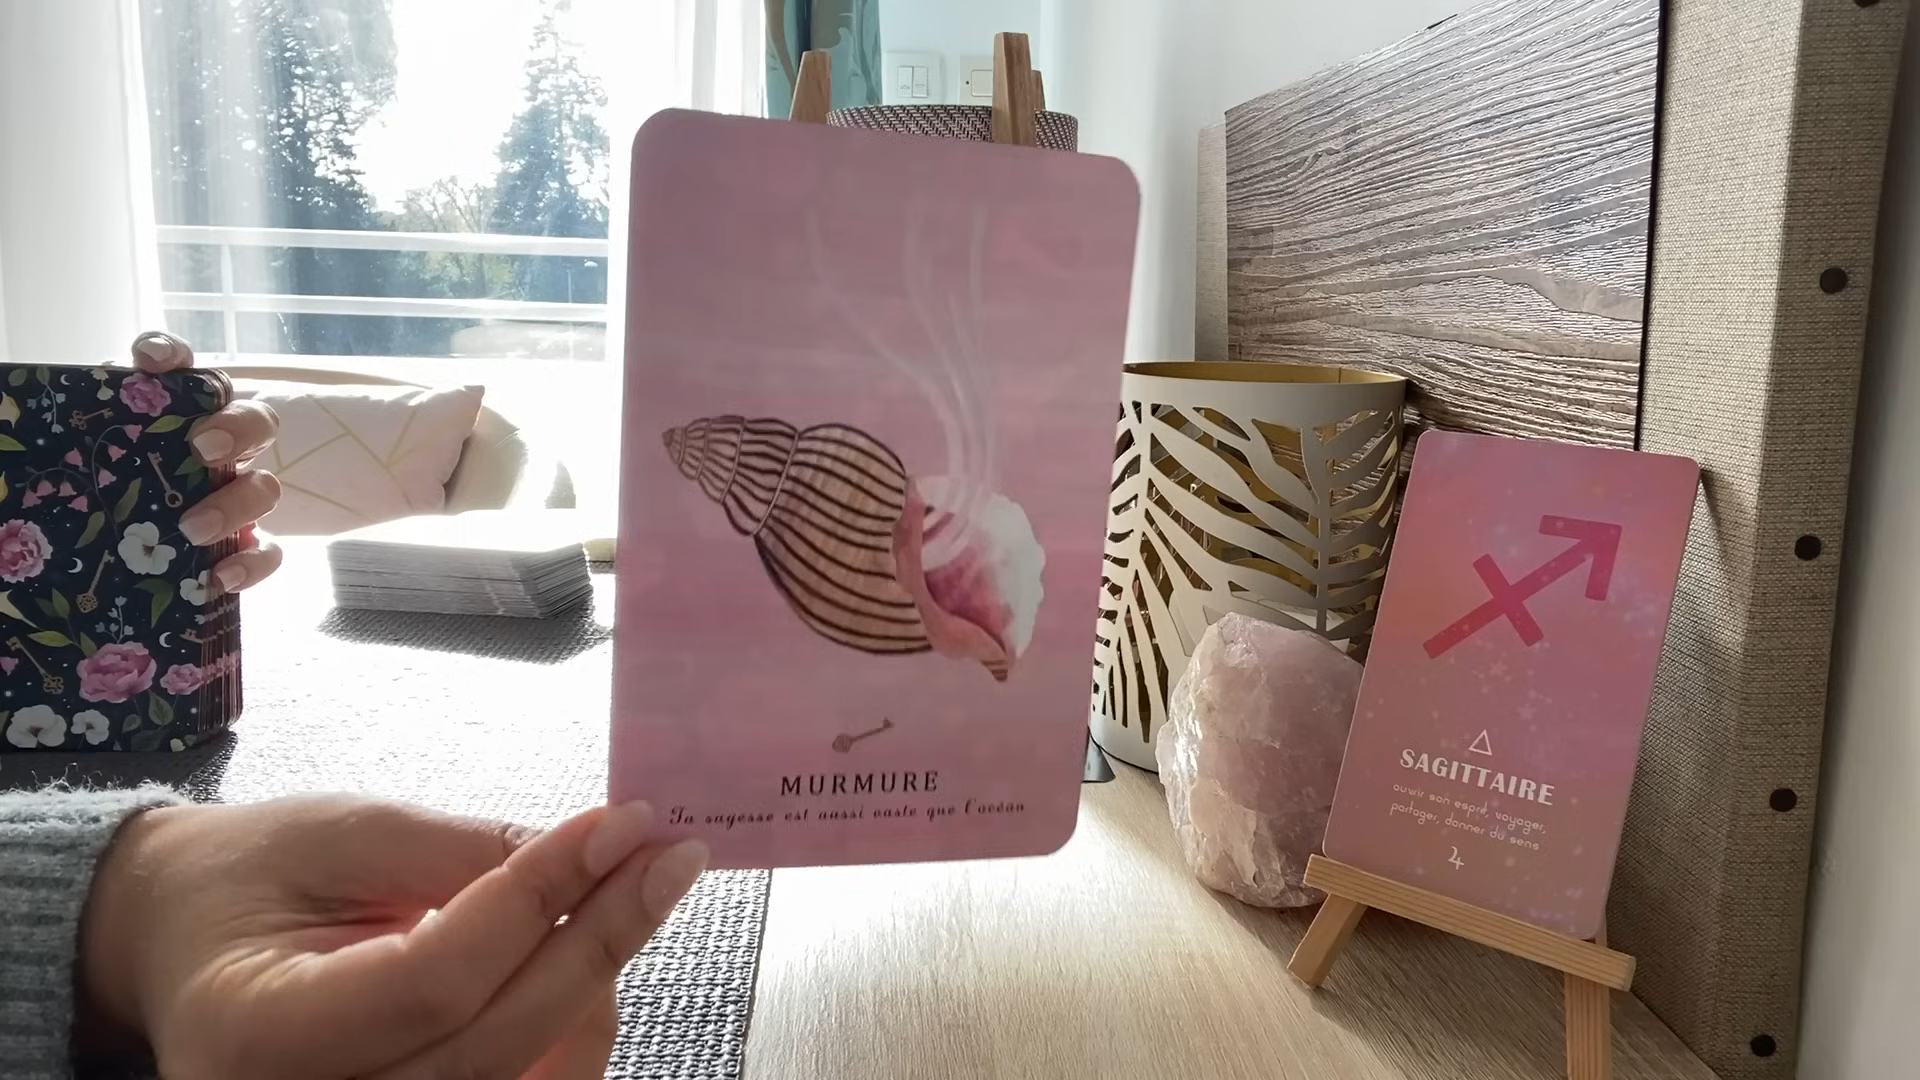 MURMURE
Ta sagesse est aussi vaste que l'océan
SAGITTAIRE
ouvrir son esprit, voyager,
partager, donner du sens